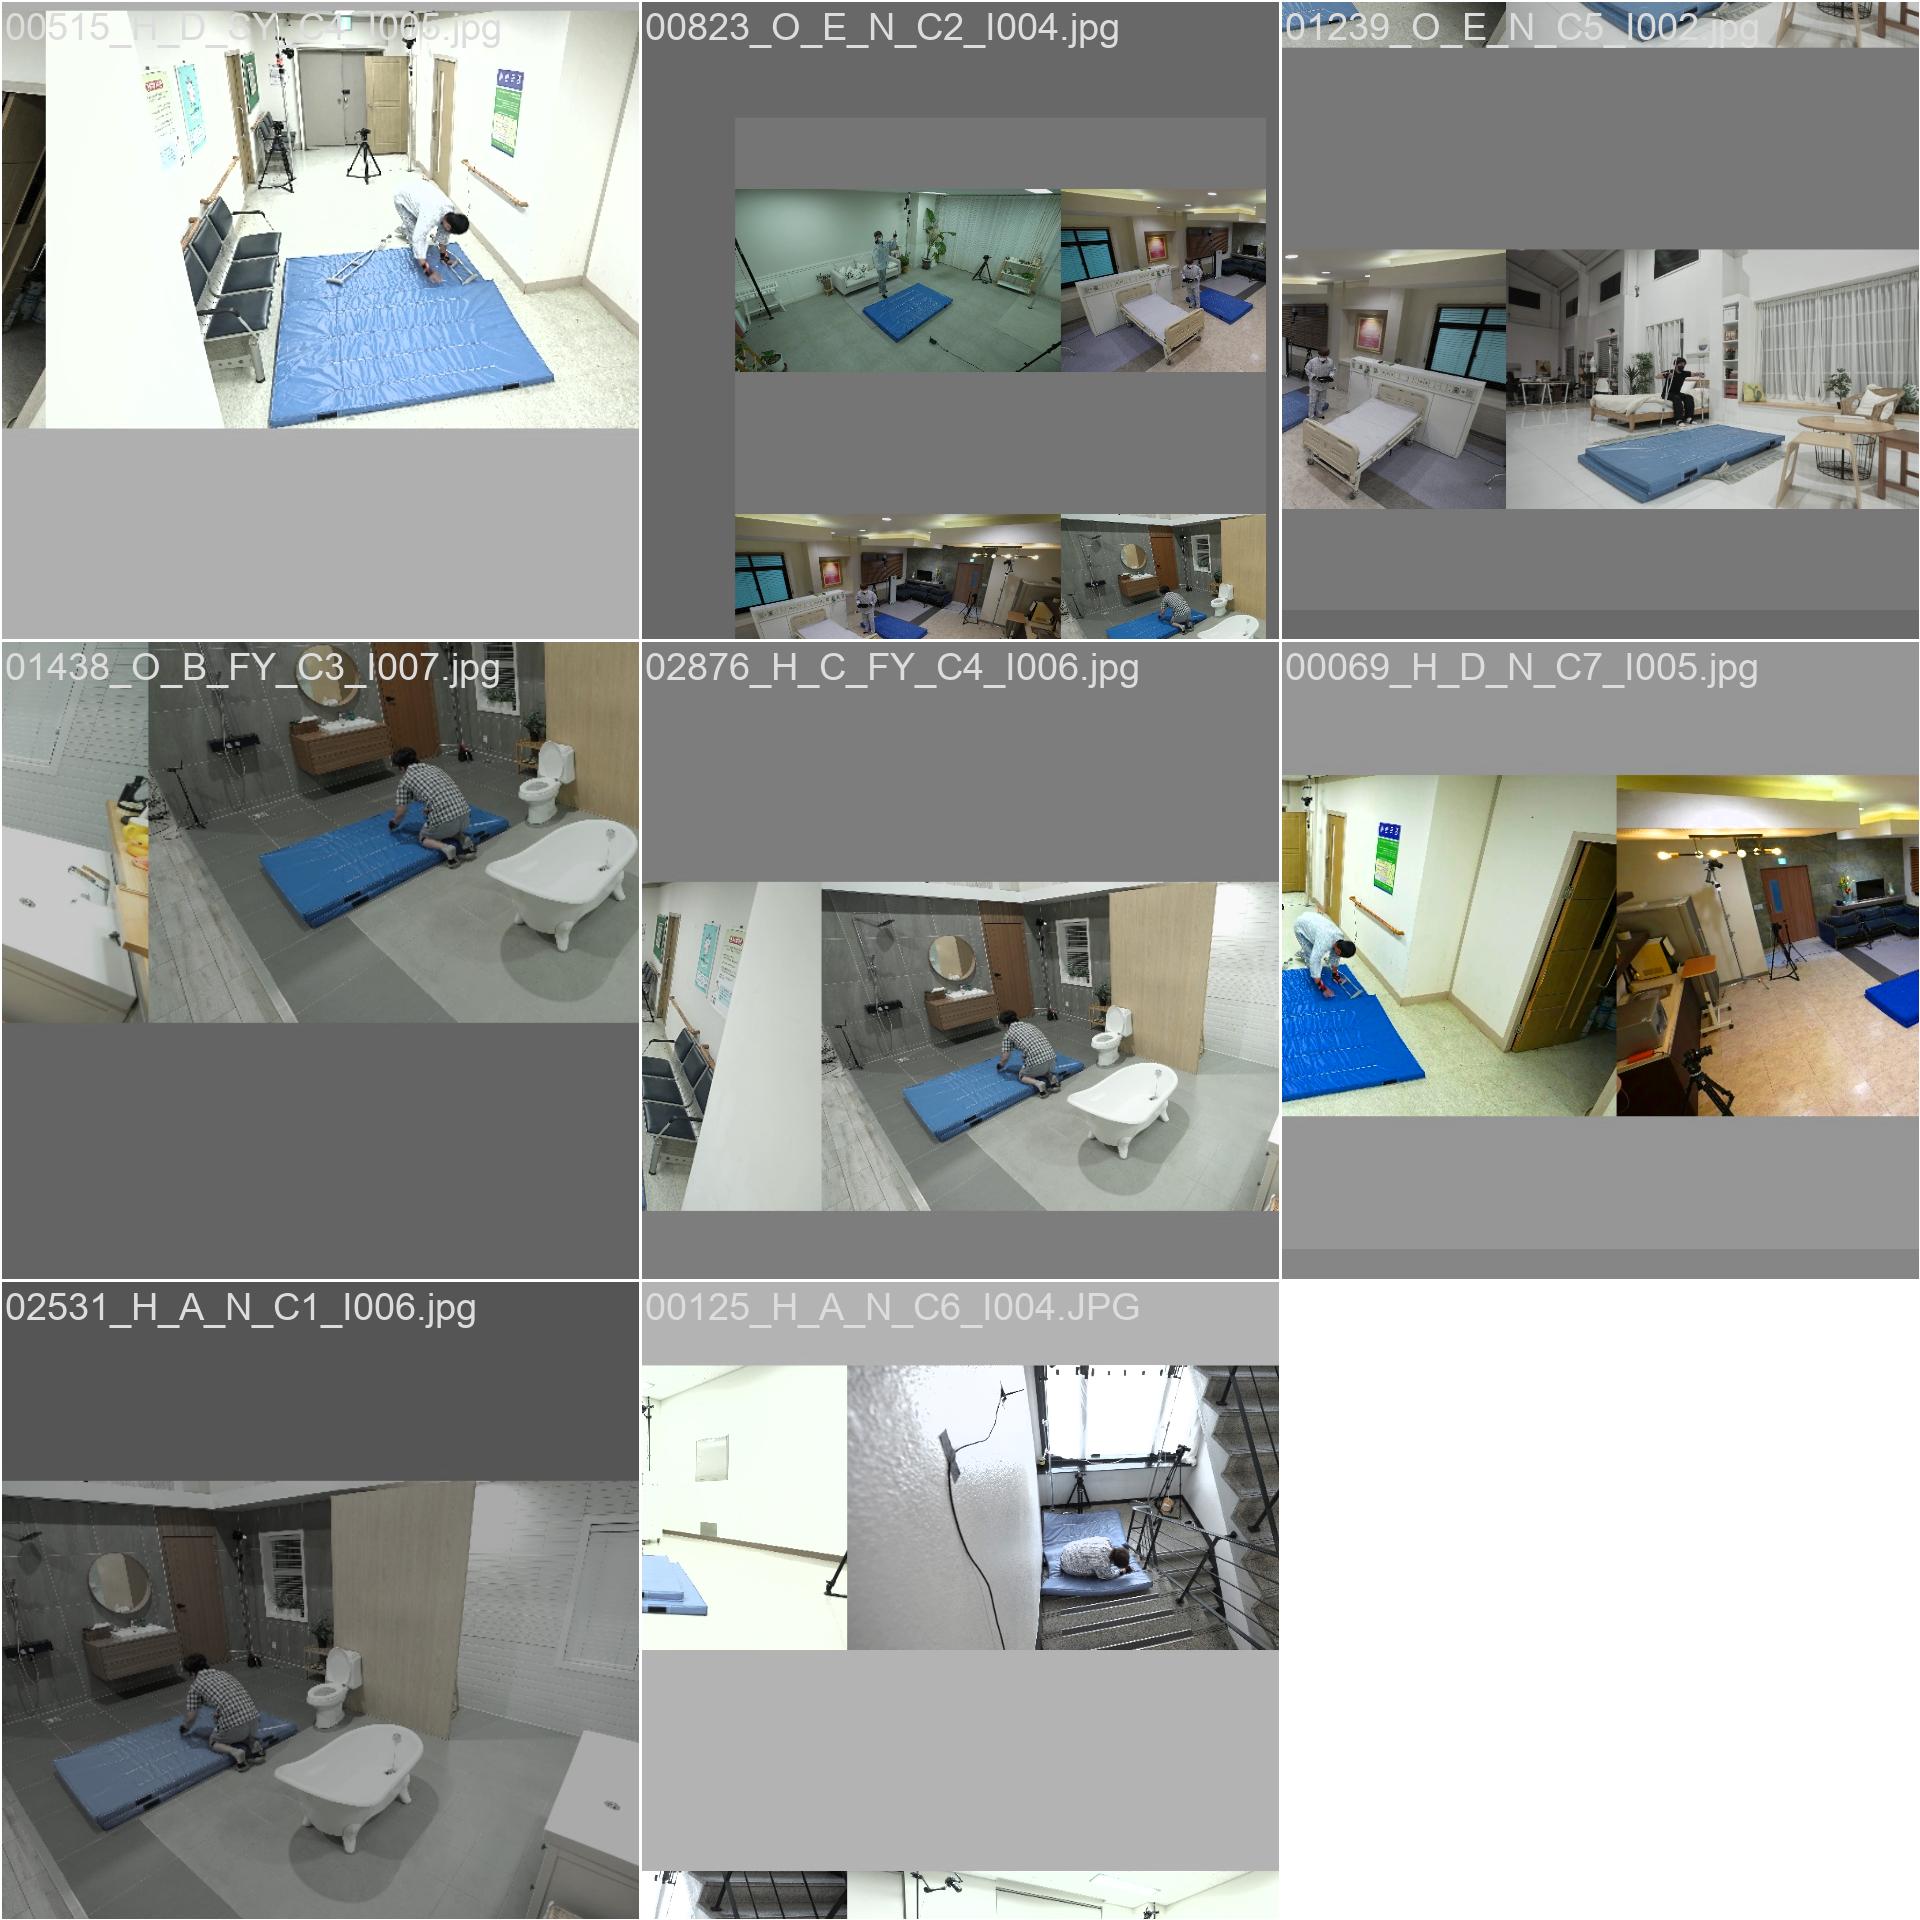 00515_H_D_SY_C4_I005.jpg
00823_O_E_N_C2_I004.jpg
01239_O_E_N_C5_I002.jpg
01438_O_B_FY_C3_I007.jpg
02876_H_C_FY_C4_I006.jpg
00069_H_D_N_C7_I005.jpg
02531_H_A_N_C1_I006.jpg
00125_H_A_N_C6_I004.JPG